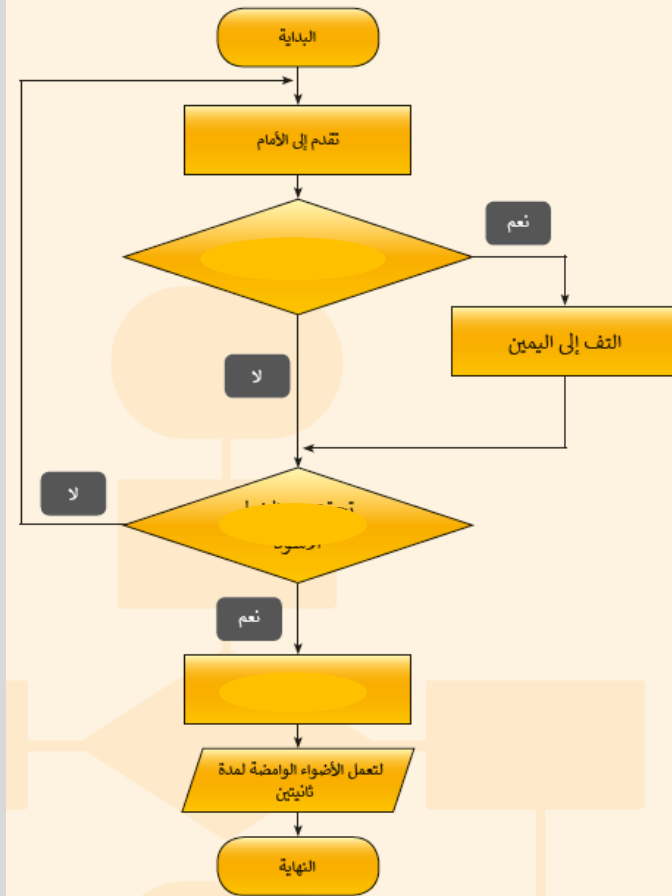 البداية
تقدم إلى الأمام
نعم
التف إلى اليمين
لا
لا
نعم
لتعمل الأضواء الوامضة لمدة
ثانيتين
النهاية